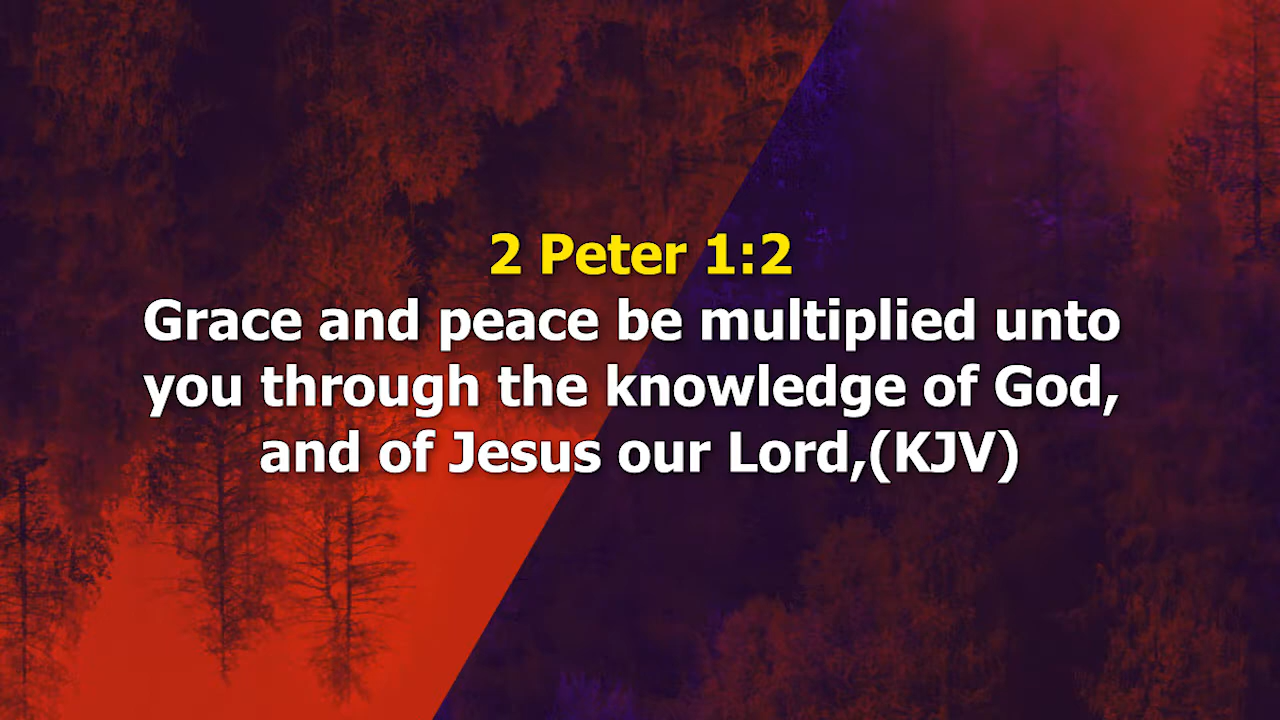 2 Peter 1:2
Grace and peace be multiplied unto
you through the knowledge of God,
and of Jesus our Lord,(KJV)